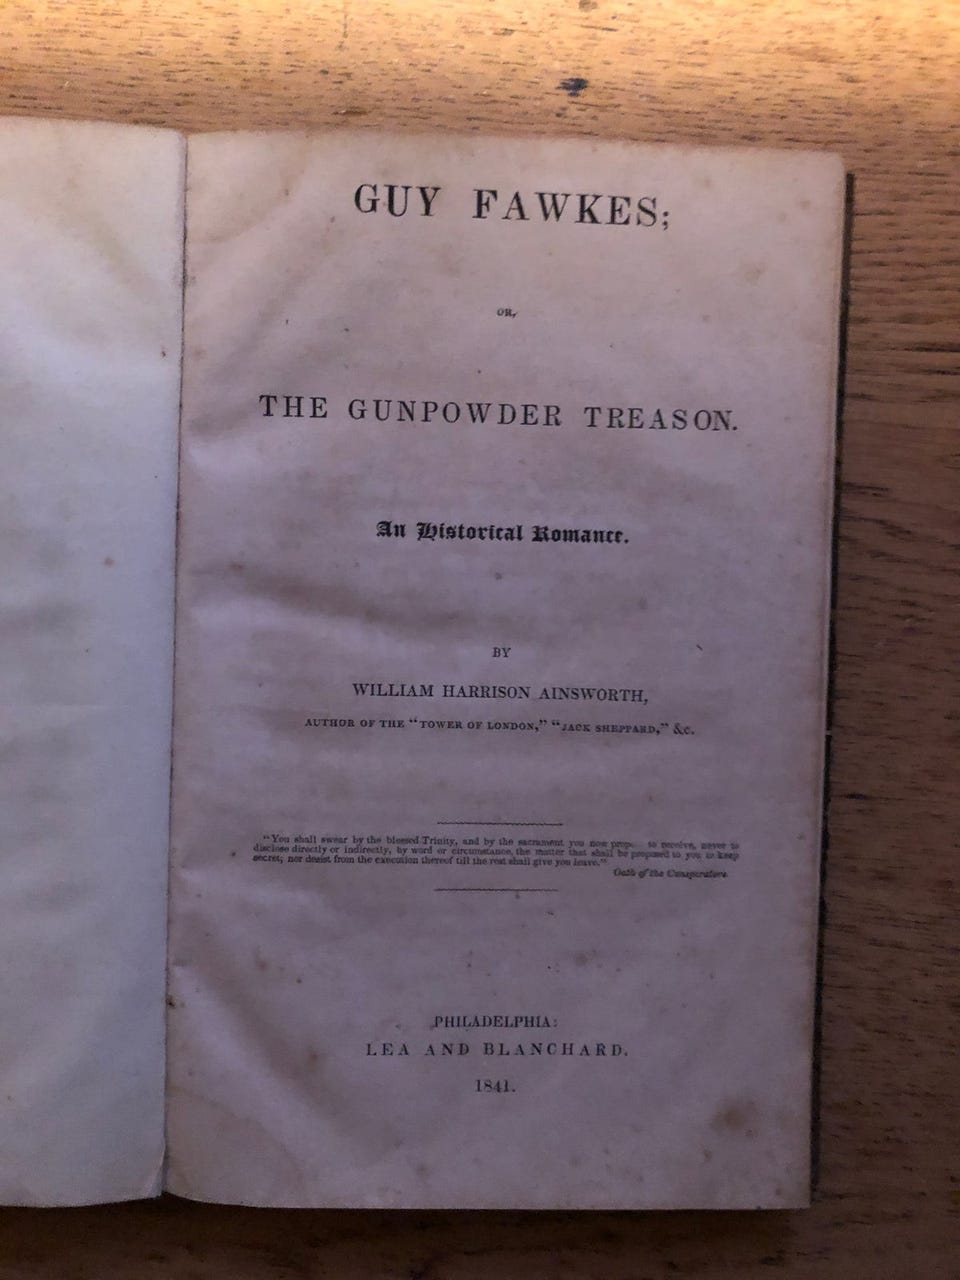 GUY FAWKES;
OR,
THE GUNPOWDER TREASON.
An Historical Romance.
BY
WILLIAM HARRISON AINSWORTH,
AUTHOR OF THE "TOWER OF LONDON," "JACK SHEPPARD," &c.
"You shall swear by the blessed Trinity, and by the sacrament you now to receive, never to
disclose directly or indirectly, by word or circumstance, the matter that shall be proposed to you to keep
secret; nor desist from the execution thereof till the rest shall give you leave."
Oath of the Conspirators.
PHILADELPHIA:
LEA AND BLANCHARD.
1841.